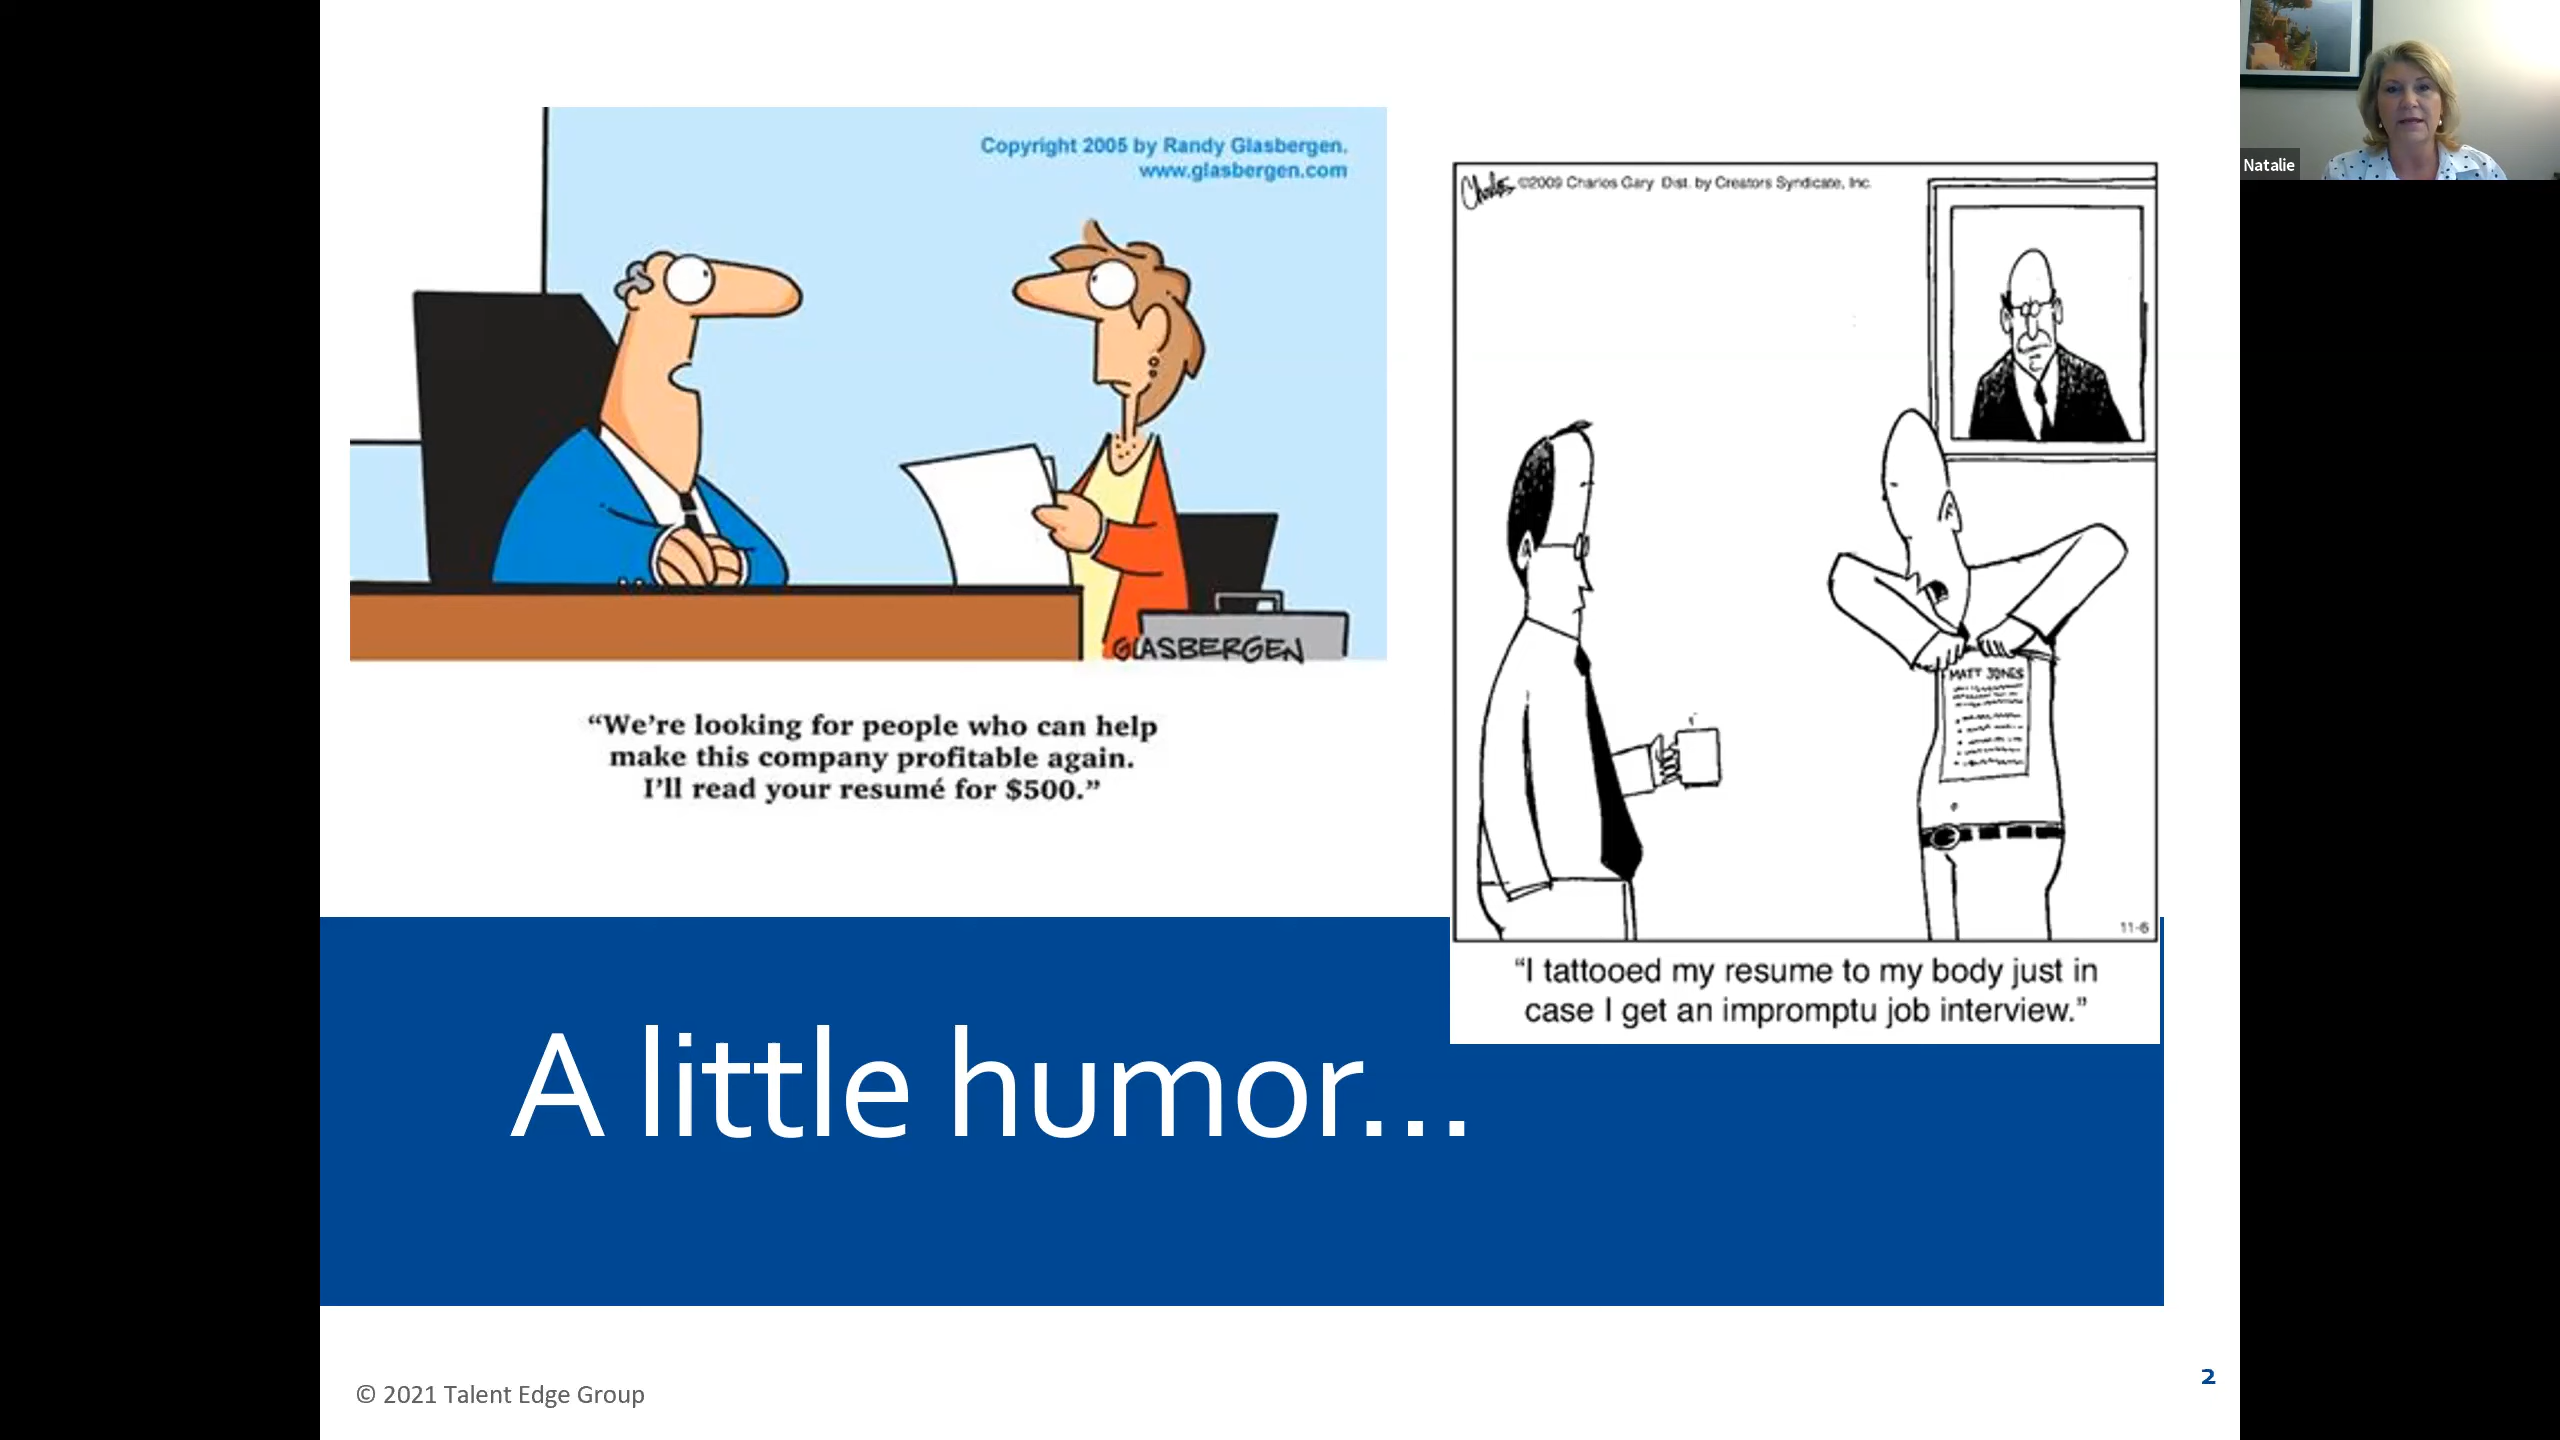 Copyright 2005 by Randy Glasbergen.
www.glasbergen.com
GLASBERGEN
“We’re looking for people who can help
make this company profitable again.
I’ll read your resumé for $500.”
©2009 Charlos Gary Dist. by Creators Syndicate, Inc.
MATT JONES
11-6
“I tattooed my resume to my body just in
case I get an impromptu job interview.”
A little humor...
© 2021 Talent Edge Group
2
Natalie